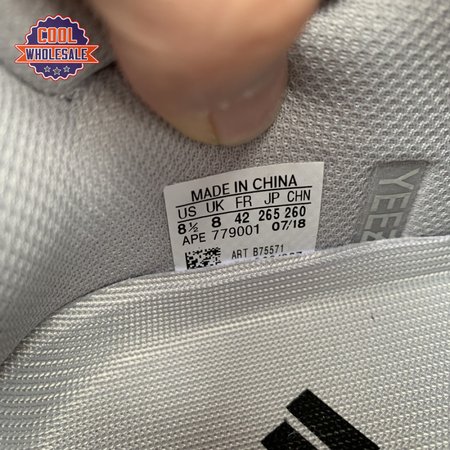 COOL
WHOLESALE
MADE IN CHINA
US UK FR JP CHN
8½ 8 42 265 260
APE 779001 07/18
ART B75571